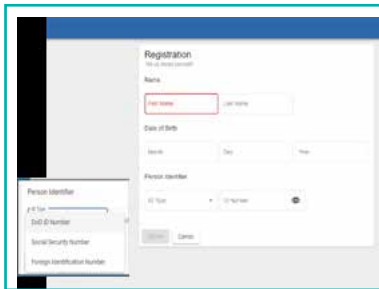 Registration
Tell us about yourself
Name
First Name
Last Name
Date of Birth
Month
Day
Year
Person Identifier
ID Type
ID Number
Cancel
Person Identifier
ID Type
DoD ID Number
Social Security Number
Foreign Identification Number